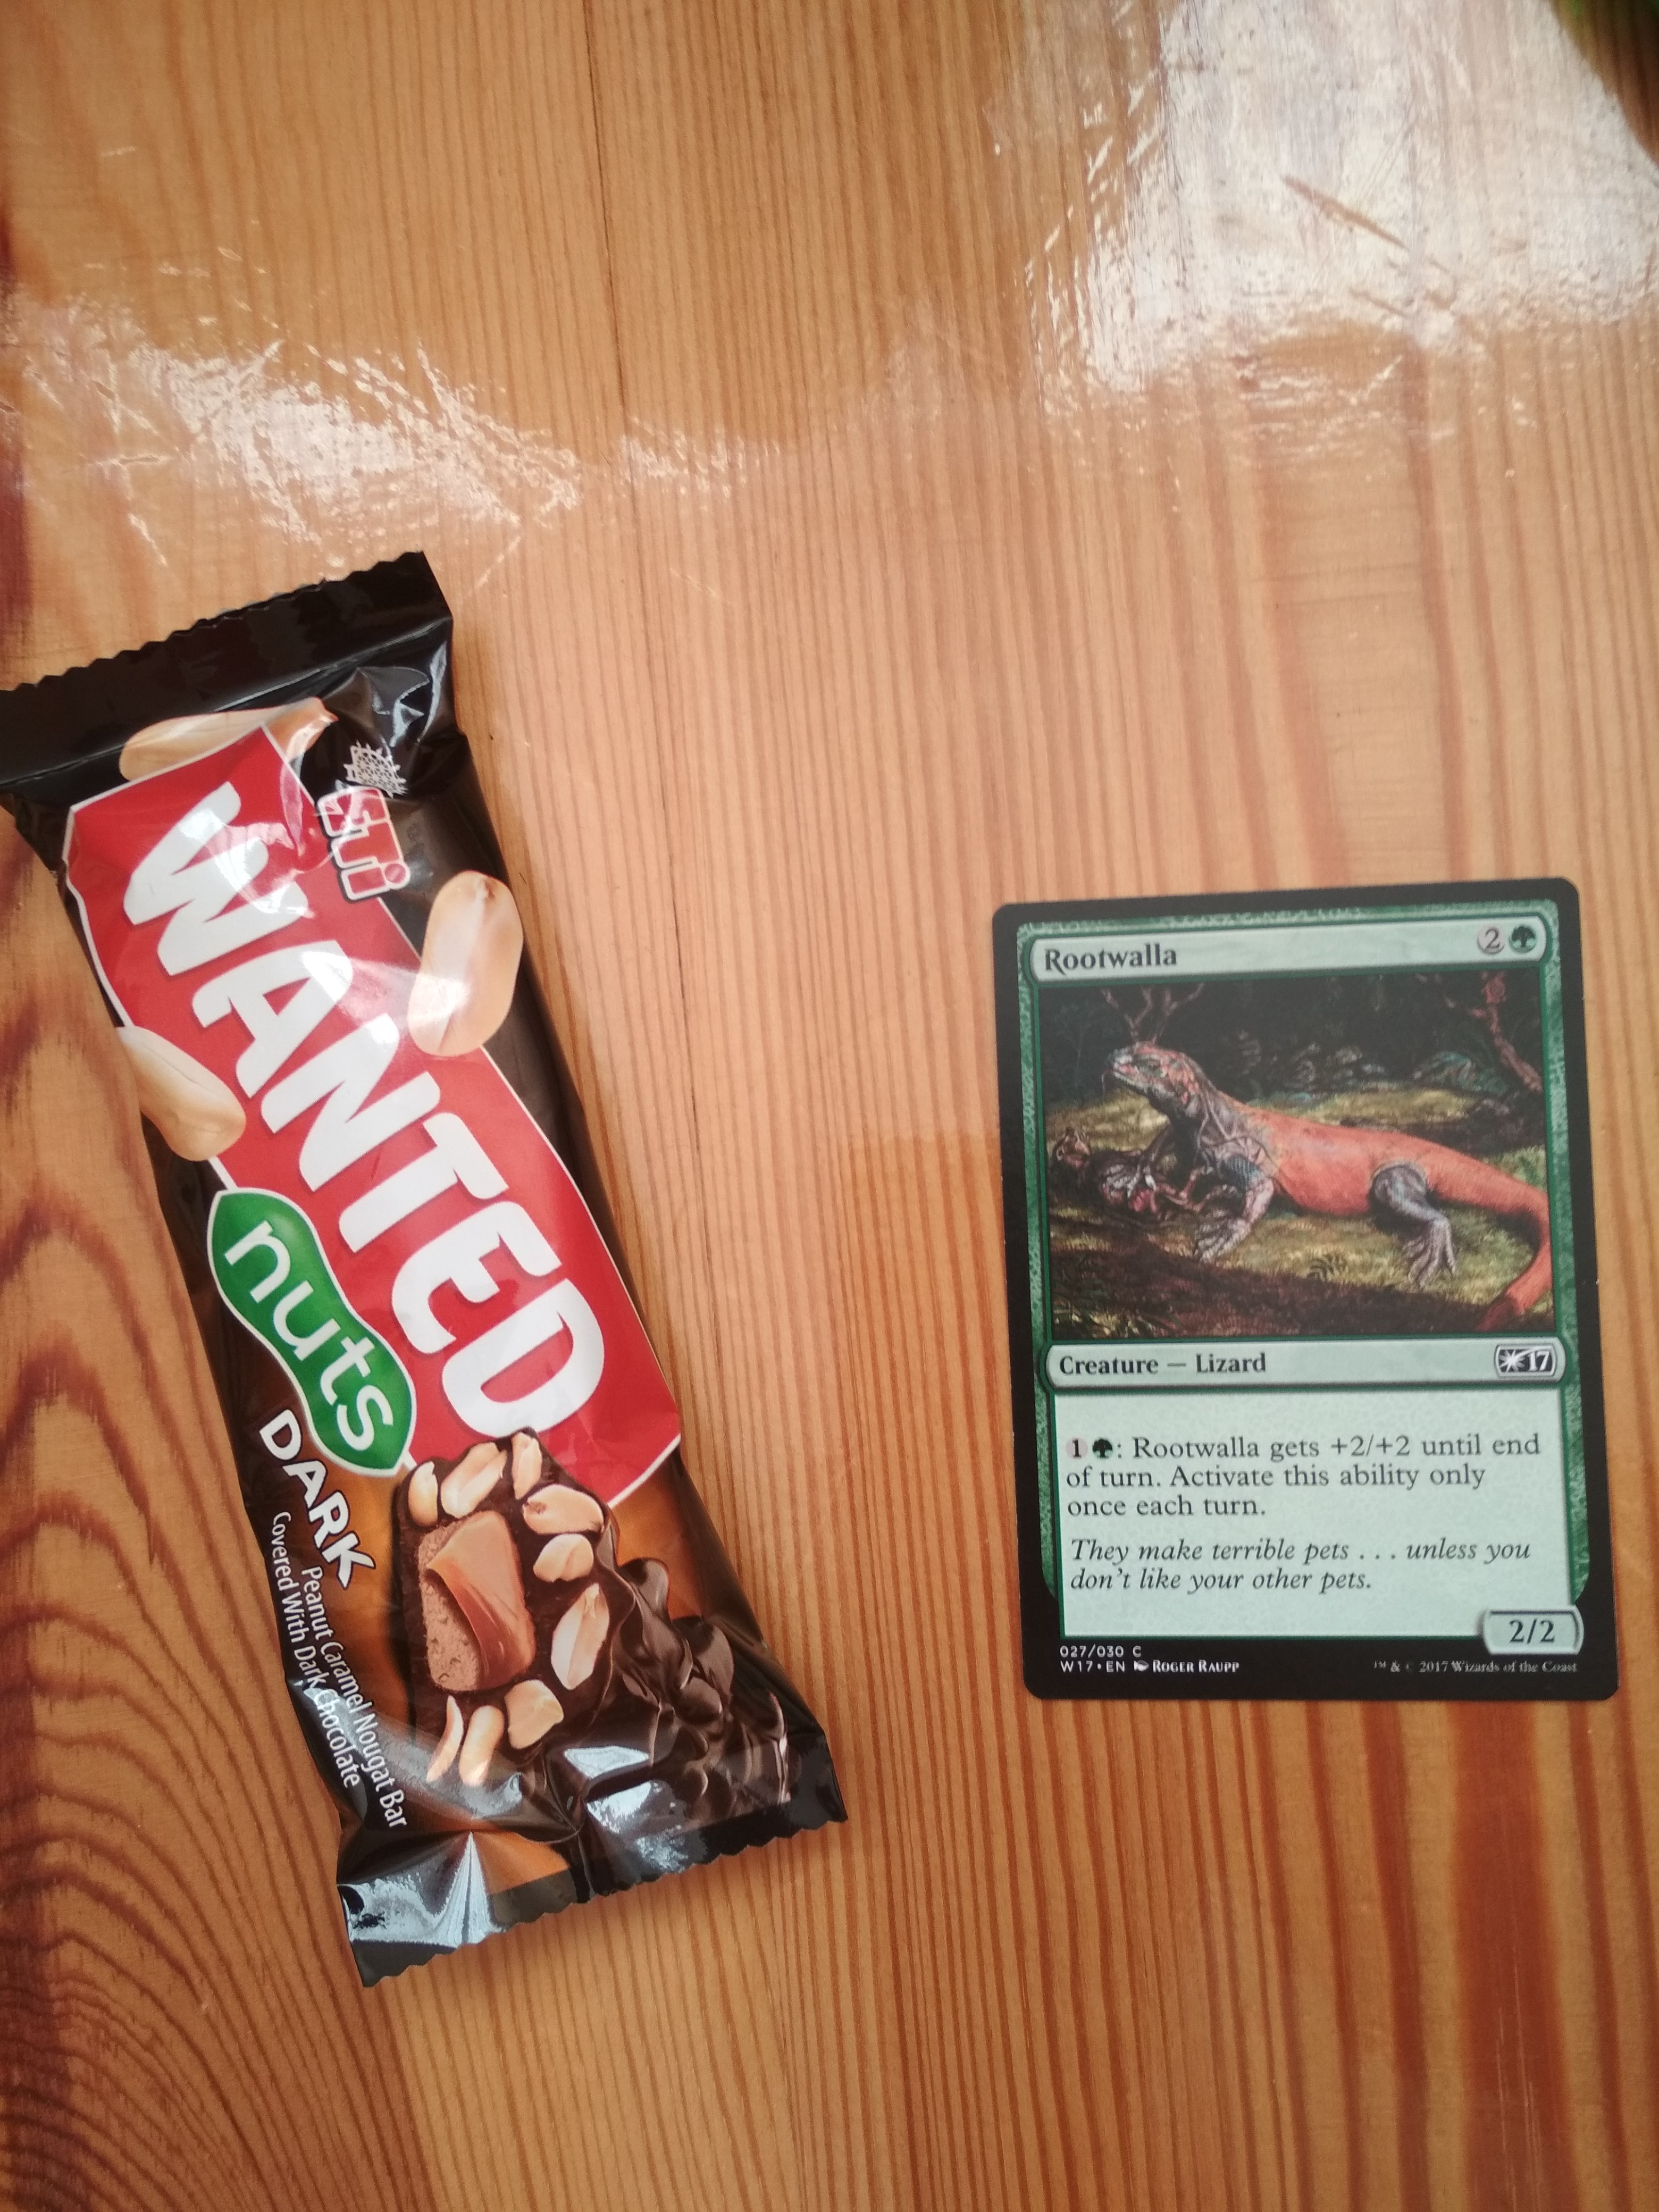 ETi
WANTED
nuts
DARK
Peanut Caramel Nougat Bar
Covered With Dark Chocolate
Rootwalla
2
Creature — Lizard
17
1 : Rootwalla gets +2/+2 until end
of turn. Activate this ability only
once each turn.
They make terrible pets . . . unless you
don't like your other pets.
2/2
027/030 C
W17 • EN ROGER RAUPP
™ & © 2017 Wizards of the Coast